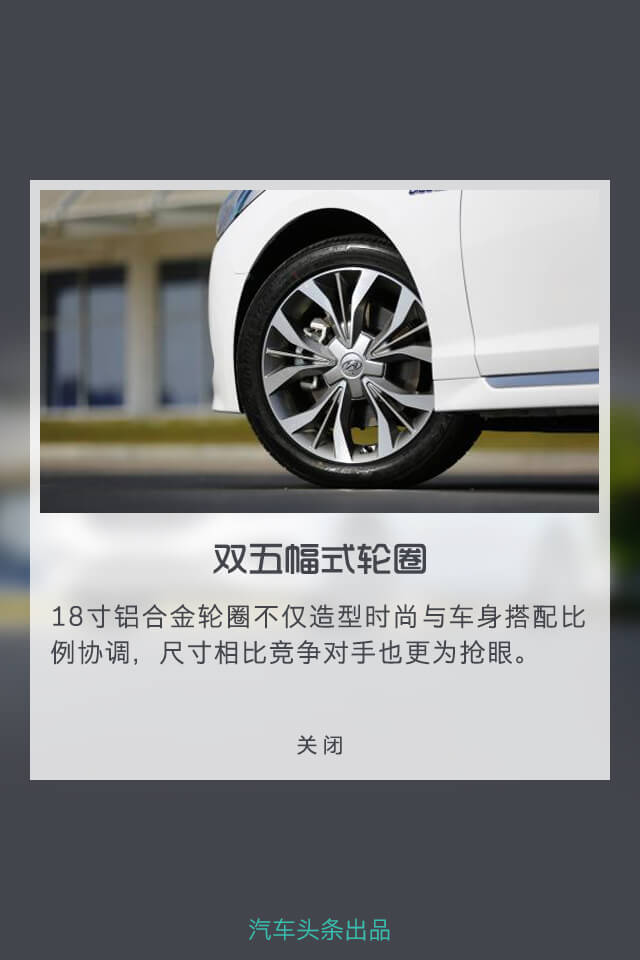 双五幅式轮圈
18寸铝合金轮圈不仅造型时尚与车身搭配比
例协调，尺寸相比竞争对手也更为抢眼。
关闭
汽车头条出品